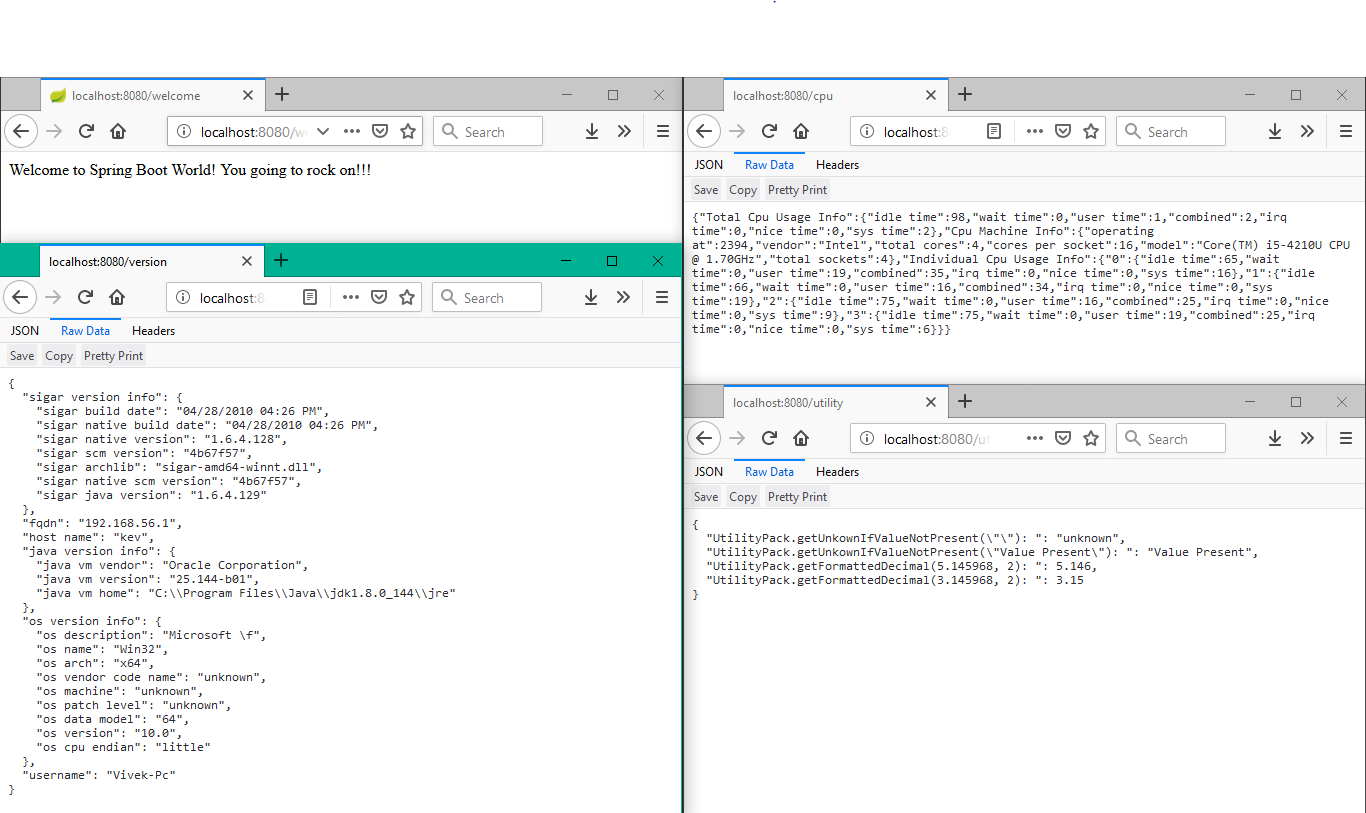 localhost:8080/welcome
localhost:8080/w
Search
Welcome to Spring Boot World! You going to rock on!!!
localhost:8080/version
localhost:8
Search
JSON Raw Data Headers
Save Copy Pretty Print
{
"sigar version info": {
"sigar build date": "04/28/2010 04:26 PM",
"sigar native build date": "04/28/2010 04:26 PM",
"sigar native version": "1.6.4.128",
"sigar scm version": "4b67f57",
"sigar archlib": "sigar-amd64-winnt.dll",
"sigar native scm version": "4b67f57",
"sigar java version": "1.6.4.129"
},
"fqdn": "192.168.56.1",
"host name": "kev",
"java version info": {
"java vm vendor": "Oracle Corporation",
"java vm version": "25.144-b01",
"java vm home": "C:\\Program Files\\Java\\jdk1.8.0_144\\jre"
},
"os version info": {
"os description": "Microsoft \f",
"os name": "Win32",
"os arch": "x64",
"os vendor code name": "unknown",
"os machine": "unknown",
"os patch level": "unknown",
"os data model": "64",
"os version": "10.0",
"os cpu endian": "little"
},
"username": "Vivek-Pc"
}
localhost:8080/cpu
localhost:8
Search
JSON Raw Data Headers
Save Copy Pretty Print
{"Total Cpu Usage Info":{"idle time":98,"wait time":0,"user time":1,"combined":2,"irq
time":0,"nice time":0,"sys time":2},"Cpu Machine Info":{"operating
at":2394,"vendor":"Intel","total cores":4,"cores per socket":16,"model":"Core(TM) i5-4210U CPU
@ 1.70GHz","total sockets":4},"Individual Cpu Usage Info":{"0":{"idle time":65,"wait
time":0,"user time":19,"combined":35,"irq time":0,"nice time":0,"sys time":16},"1":{"idle
time":66,"wait time":0,"user time":16,"combined":34,"irq time":0,"nice time":0,"sys
time":19},"2":{"idle time":75,"wait time":0,"user time":16,"combined":25,"irq time":0,"nice
time":0,"sys time":9},"3":{"idle time":75,"wait time":0,"user time":19,"combined":25,"irq
time":0,"nice time":0,"sys time":6}}}
localhost:8080/utility
localhost:8080/ut
Search
JSON Raw Data Headers
Save Copy Pretty Print
{
"UtilityPack.getUnkownIfValueNotPresent(\"\"): ": "unknown",
"UtilityPack.getUnkownIfValueNotPresent(\"Value Present\"): ": "Value Present",
"UtilityPack.getFormattedDecimal(5.145968, 2): ": 5.146,
"UtilityPack.getFormattedDecimal(3.145968, 2): ": 3.15
}